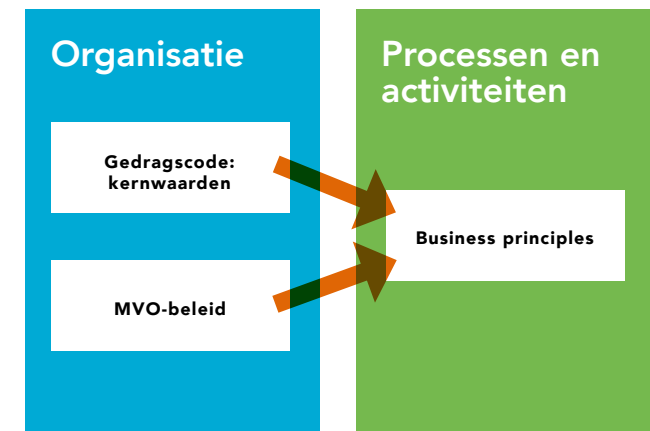 Organisatie
Processen en
activiteiten
Gedragscode:
kernwaarden
Business principles
MVO-beleid